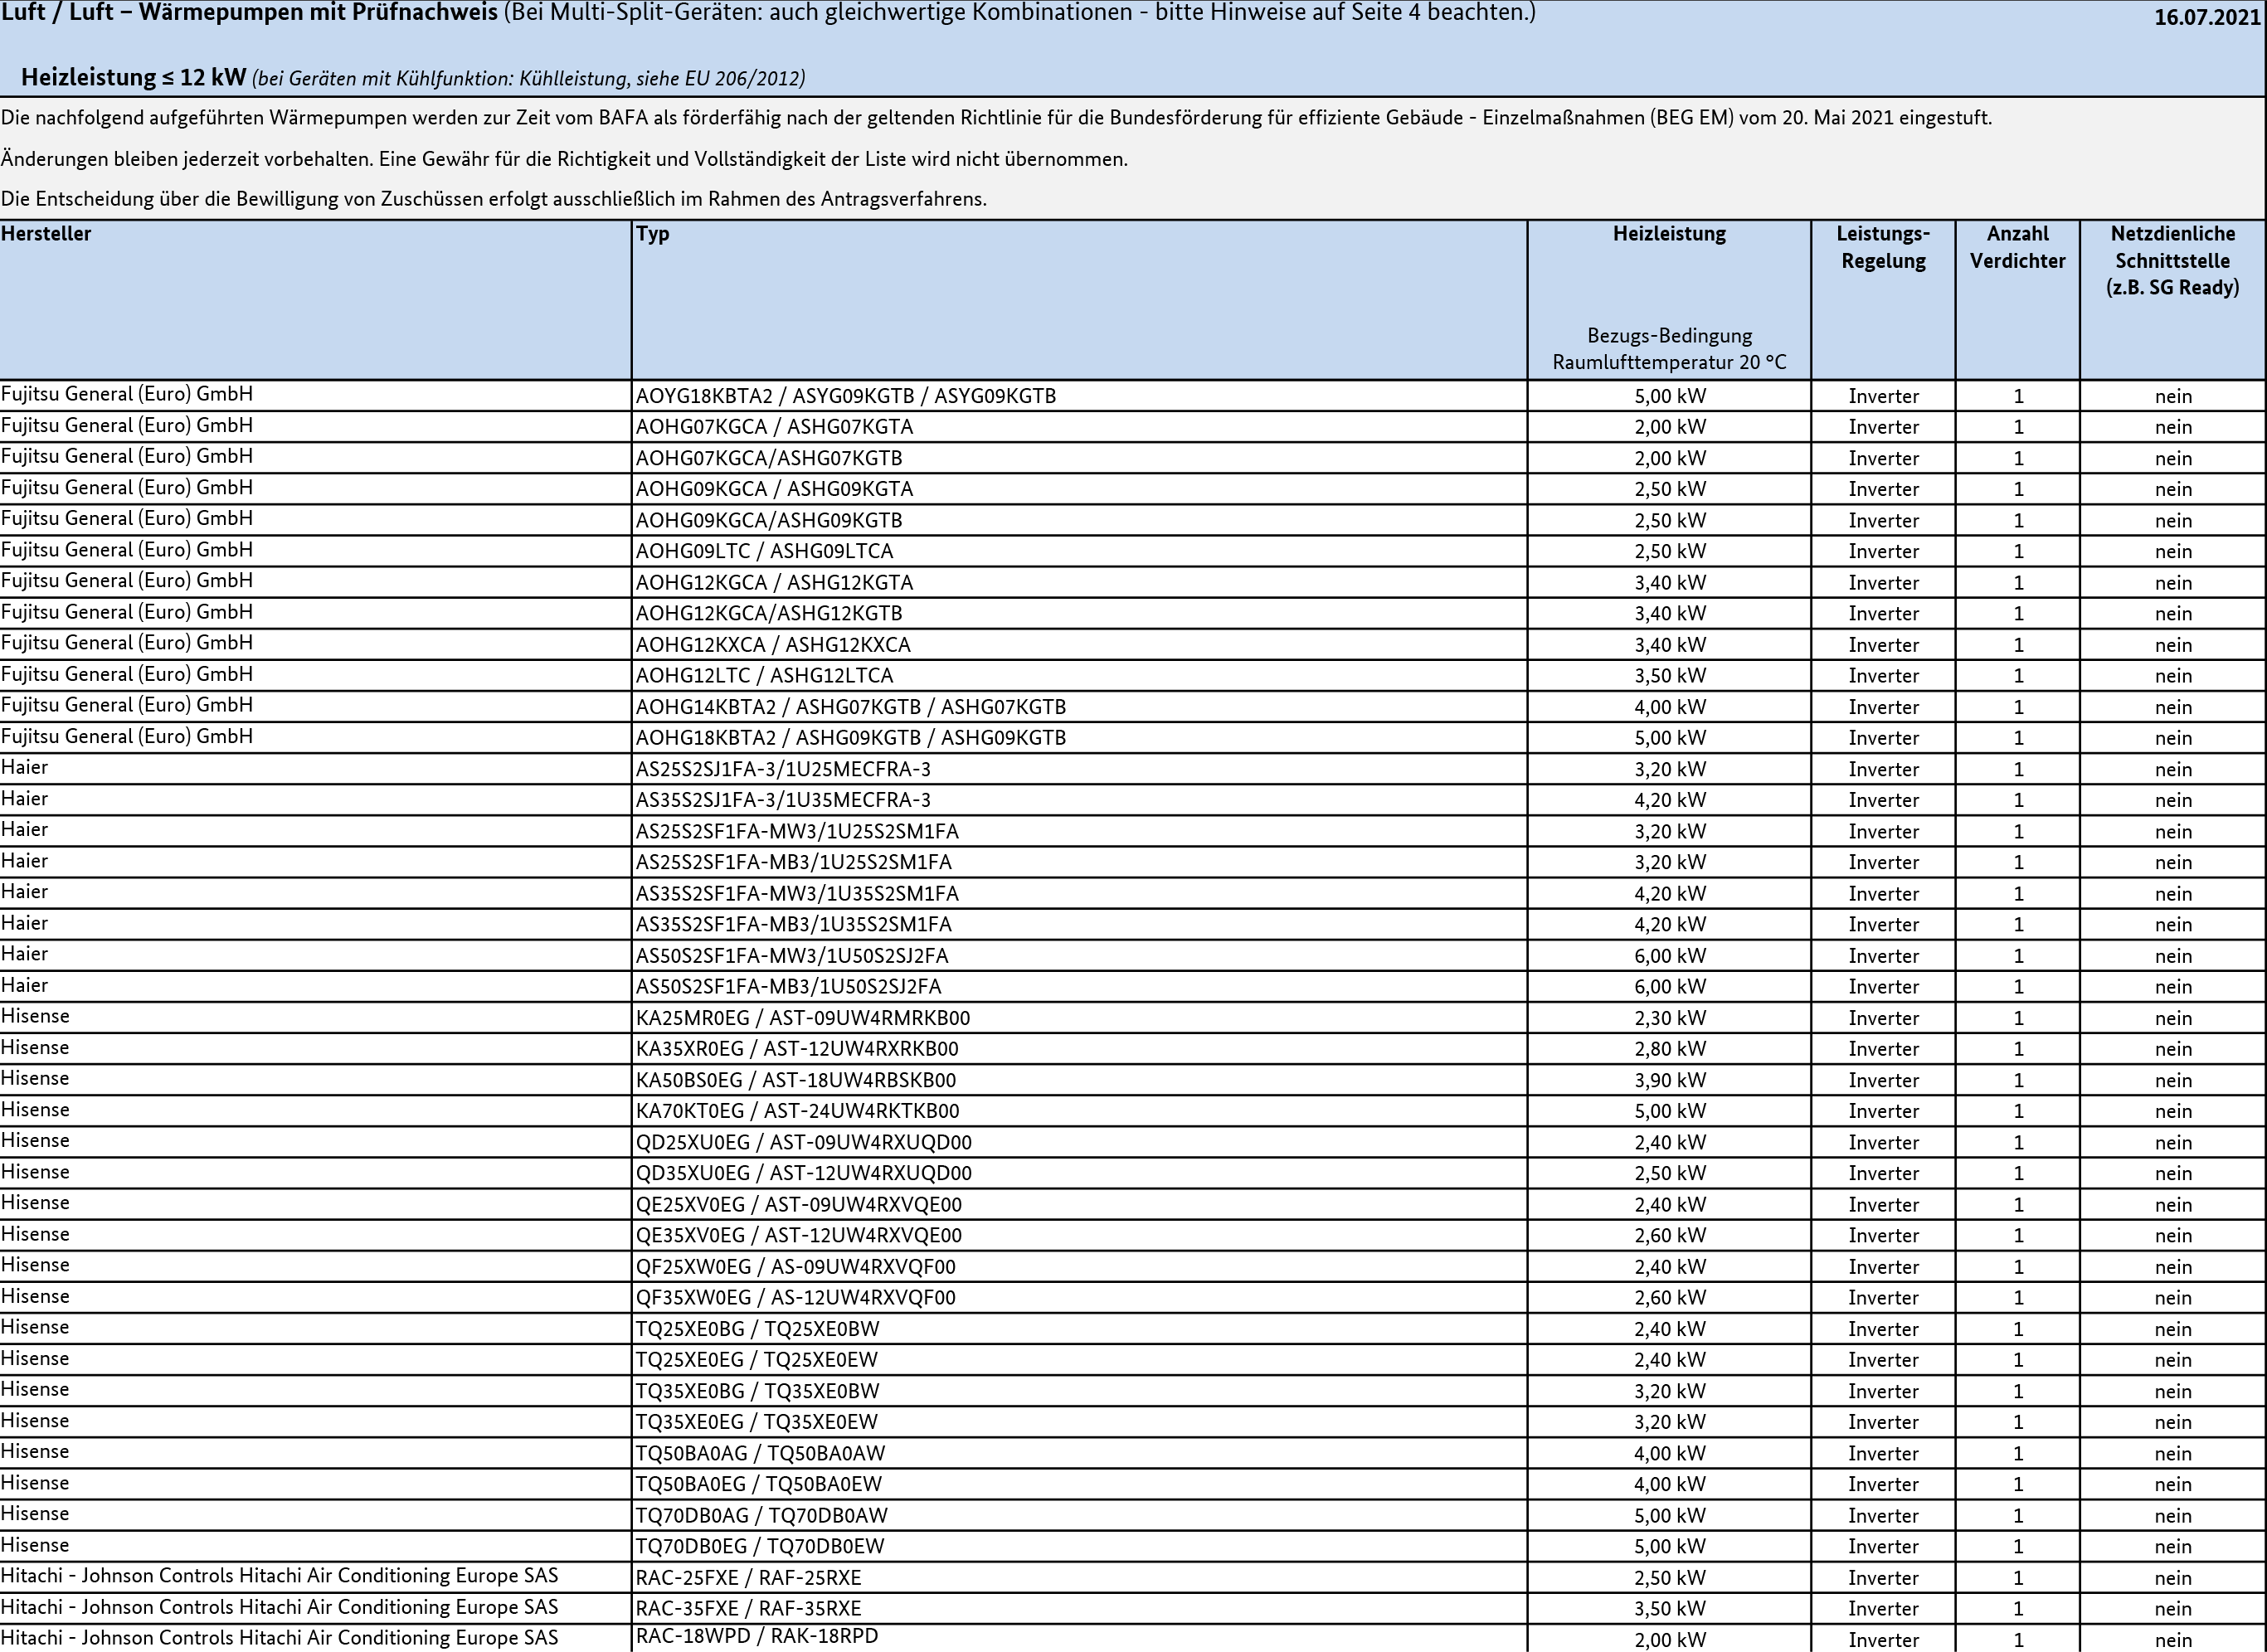 Luft / Luft – Wärmepumpen mit Prüfnachweis (Bei Multi-Split-Geräten: auch gleichwertige Kombinationen - bitte Hinweise auf Seite 4 beachten.) 16.07.2021
Heizleistung ≤ 12 kW (bei Geräten mit Kühlfunktion: Kühlleistung, siehe EU 206/2012)
Die nachfolgend aufgeführten Wärmepumpen werden zur Zeit vom BAFA als förderfähig nach der geltenden Richtlinie für die Bundesförderung für effiziente Gebäude - Einzelmaßnahmen (BEG EM) vom 20. Mai 2021 eingestuft.
Änderungen bleiben jederzeit vorbehalten. Eine Gewähr für die Richtigkeit und Vollständigkeit der Liste wird nicht übernommen.
Die Entscheidung über die Bewilligung von Zuschüssen erfolgt ausschließlich im Rahmen des Antragsverfahrens.
Hersteller Typ Heizleistung Leistungs- Anzahl Netzdienliche
Regelung Verdichter Schnittstelle
(z.B. SG Ready)
Bezugs-Bedingung
Raumlufttemperatur 20 °C
Fujitsu General (Euro) GmbH AOYG18KBTA2 / ASYG09KGTB / ASYG09KGTB 5,00 kW Inverter 1 nein
Fujitsu General (Euro) GmbH AOHG07KGCA / ASHG07KGTA 2,00 kW Inverter 1 nein
Fujitsu General (Euro) GmbH AOHG07KGCA/ASHG07KGTB 2,00 kW Inverter 1 nein
Fujitsu General (Euro) GmbH AOHG09KGCA / ASHG09KGTA 2,50 kW Inverter 1 nein
Fujitsu General (Euro) GmbH AOHG09KGCA/ASHG09KGTB 2,50 kW Inverter 1 nein
Fujitsu General (Euro) GmbH AOHG09LTC / ASHG09LTCA 2,50 kW Inverter 1 nein
Fujitsu General (Euro) GmbH AOHG12KGCA / ASHG12KGTA 3,40 kW Inverter 1 nein
Fujitsu General (Euro) GmbH AOHG12KGCA/ASHG12KGTB 3,40 kW Inverter 1 nein
Fujitsu General (Euro) GmbH AOHG12KXCA / ASHG12KXCA 3,40 kW Inverter 1 nein
Fujitsu General (Euro) GmbH AOHG12LTC / ASHG12LTCA 3,50 kW Inverter 1 nein
Fujitsu General (Euro) GmbH AOHG14KBTA2 / ASHG07KGTB / ASHG07KGTB 4,00 kW Inverter 1 nein
Fujitsu General (Euro) GmbH AOHG18KBTA2 / ASHG09KGTB / ASHG09KGTB 5,00 kW Inverter 1 nein
Haier AS25S2SJ1FA-3/1U25MECFRA-3 3,20 kW Inverter 1 nein
Haier AS35S2SJ1FA-3/1U35MECFRA-3 4,20 kW Inverter 1 nein
Haier AS25S2SF1FA-MW3/1U25S2SM1FA 3,20 kW Inverter 1 nein
Haier AS25S2SF1FA-MB3/1U25S2SM1FA 3,20 kW Inverter 1 nein
Haier AS35S2SF1FA-MW3/1U35S2SM1FA 4,20 kW Inverter 1 nein
Haier AS35S2SF1FA-MB3/1U35S2SM1FA 4,20 kW Inverter 1 nein
Haier AS50S2SF1FA-MW3/1U50S2SJ2FA 6,00 kW Inverter 1 nein
Haier AS50S2SF1FA-MB3/1U50S2SJ2FA 6,00 kW Inverter 1 nein
Hisense KA25MR0EG / AST-09UW4RMRKB00 2,30 kW Inverter 1 nein
Hisense KA35XR0EG / AST-12UW4RXRKB00 2,80 kW Inverter 1 nein
Hisense KA50BS0EG / AST-18UW4RBSKB00 3,90 kW Inverter 1 nein
Hisense KA70KT0EG / AST-24UW4RKTKB00 5,00 kW Inverter 1 nein
Hisense QD25XU0EG / AST-09UW4RXUQD00 2,40 kW Inverter 1 nein
Hisense QD35XU0EG / AST-12UW4RXUQD00 2,50 kW Inverter 1 nein
Hisense QE25XV0EG / AST-09UW4RXVQE00 2,40 kW Inverter 1 nein
Hisense QE35XV0EG / AST-12UW4RXVQE00 2,60 kW Inverter 1 nein
Hisense QF25XW0EG / AS-09UW4RXVQF00 2,40 kW Inverter 1 nein
Hisense QF35XW0EG / AS-12UW4RXVQF00 2,60 kW Inverter 1 nein
Hisense TQ25XE0BG / TQ25XE0BW 2,40 kW Inverter 1 nein
Hisense TQ25XE0EG / TQ25XE0EW 2,40 kW Inverter 1 nein
Hisense TQ35XE0BG / TQ35XE0BW 3,20 kW Inverter 1 nein
Hisense TQ35XE0EG / TQ35XE0EW 3,20 kW Inverter 1 nein
Hisense TQ50BA0AG / TQ50BA0AW 4,00 kW Inverter 1 nein
Hisense TQ50BA0EG / TQ50BA0EW 4,00 kW Inverter 1 nein
Hisense TQ70DB0AG / TQ70DB0AW 5,00 kW Inverter 1 nein
Hisense TQ70DB0EG / TQ70DB0EW 5,00 kW Inverter 1 nein
Hitachi - Johnson Controls Hitachi Air Conditioning Europe SAS RAC-25FXE / RAF-25RXE 2,50 kW Inverter 1 nein
Hitachi - Johnson Controls Hitachi Air Conditioning Europe SAS RAC-35FXE / RAF-35RXE 3,50 kW Inverter 1 nein
Hitachi - Johnson Controls Hitachi Air Conditioning Europe SAS RAC-18WPD / RAK-18RPD 2,00 kW Inverter 1 nein